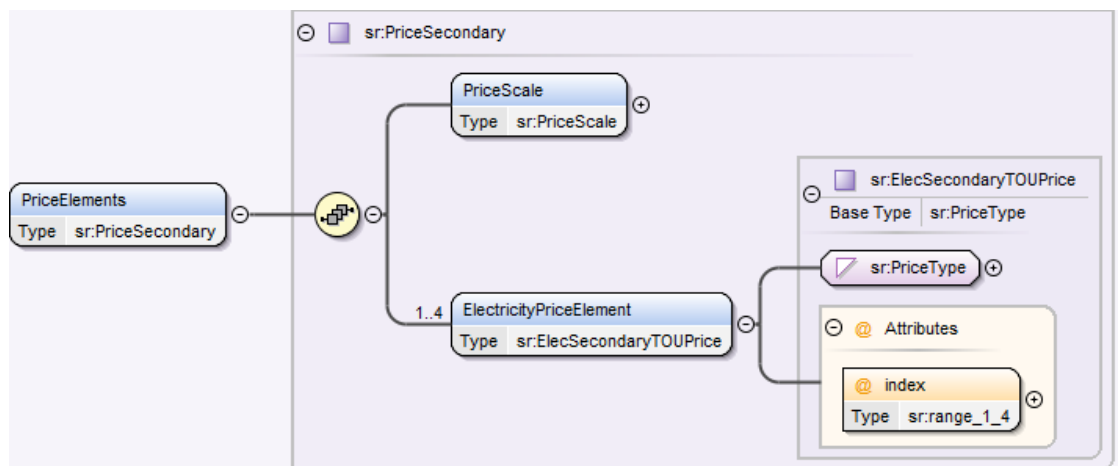 sr:PriceSecondary
PriceScale
Type sr:PriceScale
PriceElements
Type sr:PriceSecondary
1..4
ElectricityPriceElement
Type sr:ElecSecondaryTOUPrice
sr:ElecSecondaryTOUPrice
Base Type sr:PriceType
sr:PriceType
@ Attributes
@ index
Type sr:range_1_4